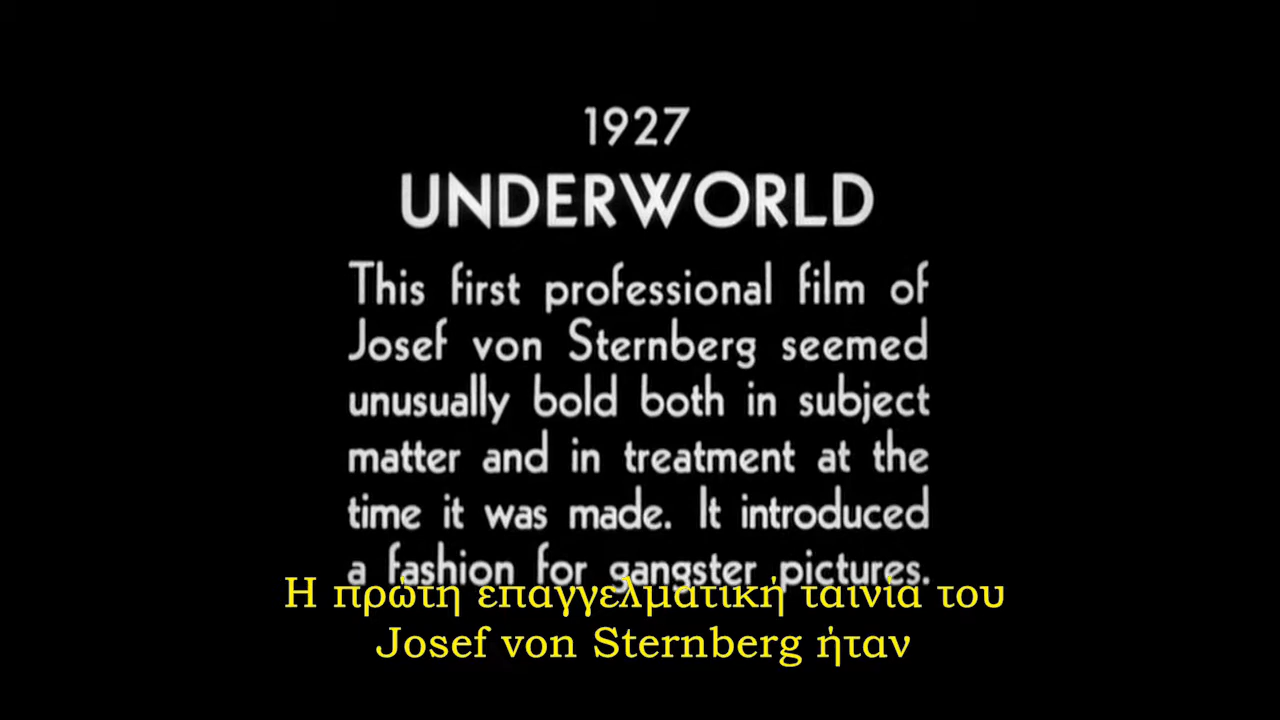 1927
UNDERWORLD
This first professional film of
Josef von Sternberg seemed
unusually bold both in subject
matter and in treatment at the
time it was made. It introduced
a fashion for gangster pictures.
Η πρώτη επαγγελματική ταινία του
Josef von Sternberg ήταν